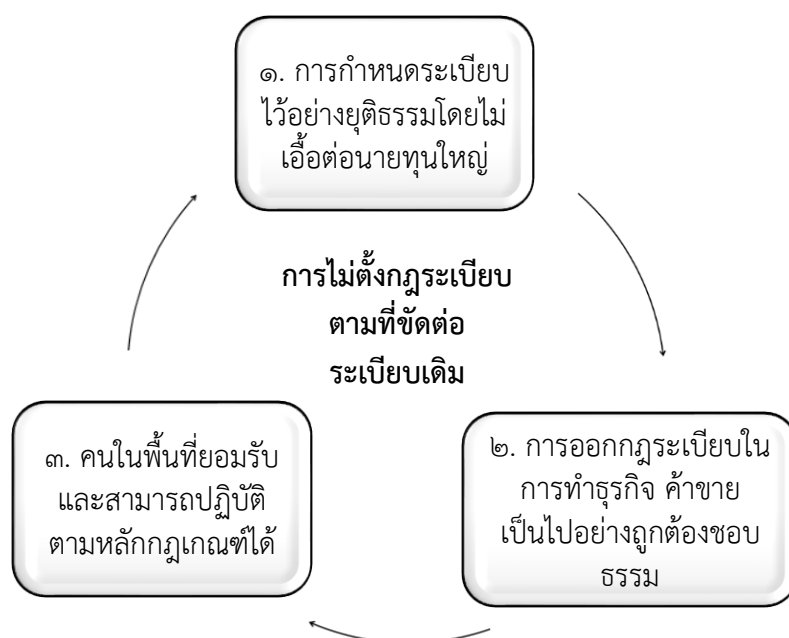 ๑. การกำหนดระเบียบ
ไว้อย่างยุติธรรมโดยไม่
เอื้อต่อนายทุนใหญ่
การไม่ตั้งกฎระเบียบ
ตามที่ขัดต่อ
ระเบียบเดิม
๒. การออกกฎระเบียบใน
การทำธุรกิจ ค้าขาย
เป็นไปอย่างถูกต้องชอบ
ธรรม
๓. คนในพื้นที่ยอมรับ
และสามารถปฏิบัติ
ตามหลักกฎเกณฑ์ได้